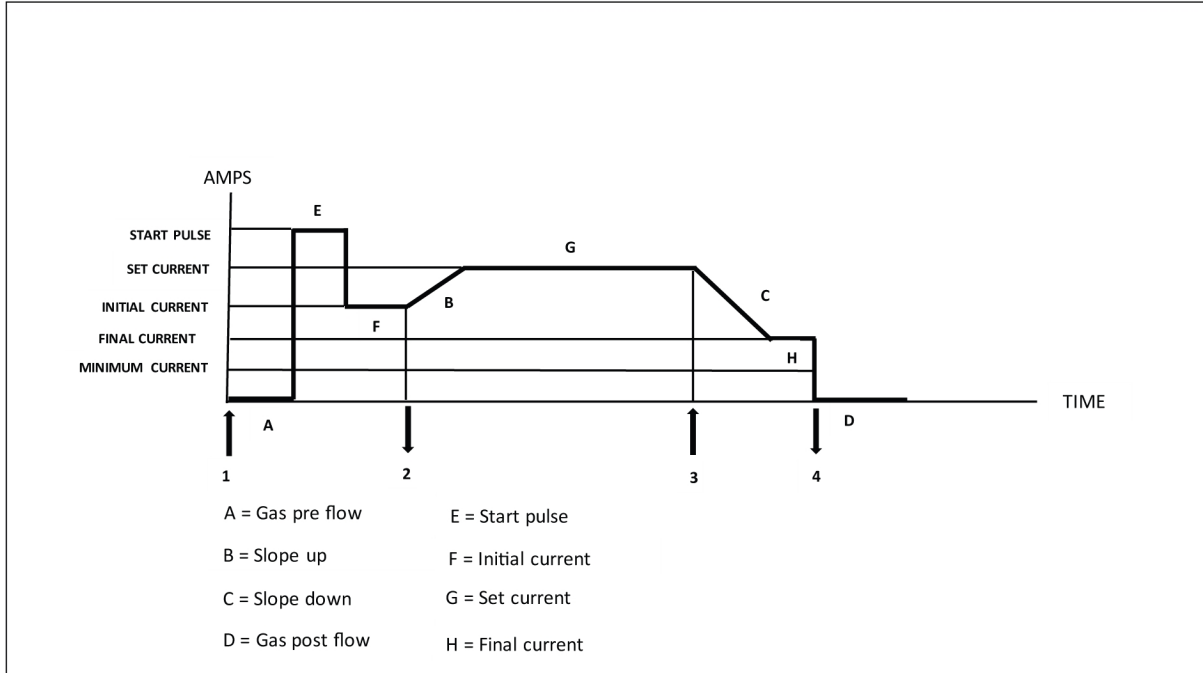 AMPS
E
START PULSE
G
SET CURRENT
C
B
INITIAL CURRENT
F
FINAL CURRENT
H
MINIMUM CURRENT
TIME
A
D
1
2
3
4
A = Gas pre flow
E = Start pulse
B = Slope up
F = Initial current
C = Slope down
G = Set current
D = Gas post flow
H = Final current